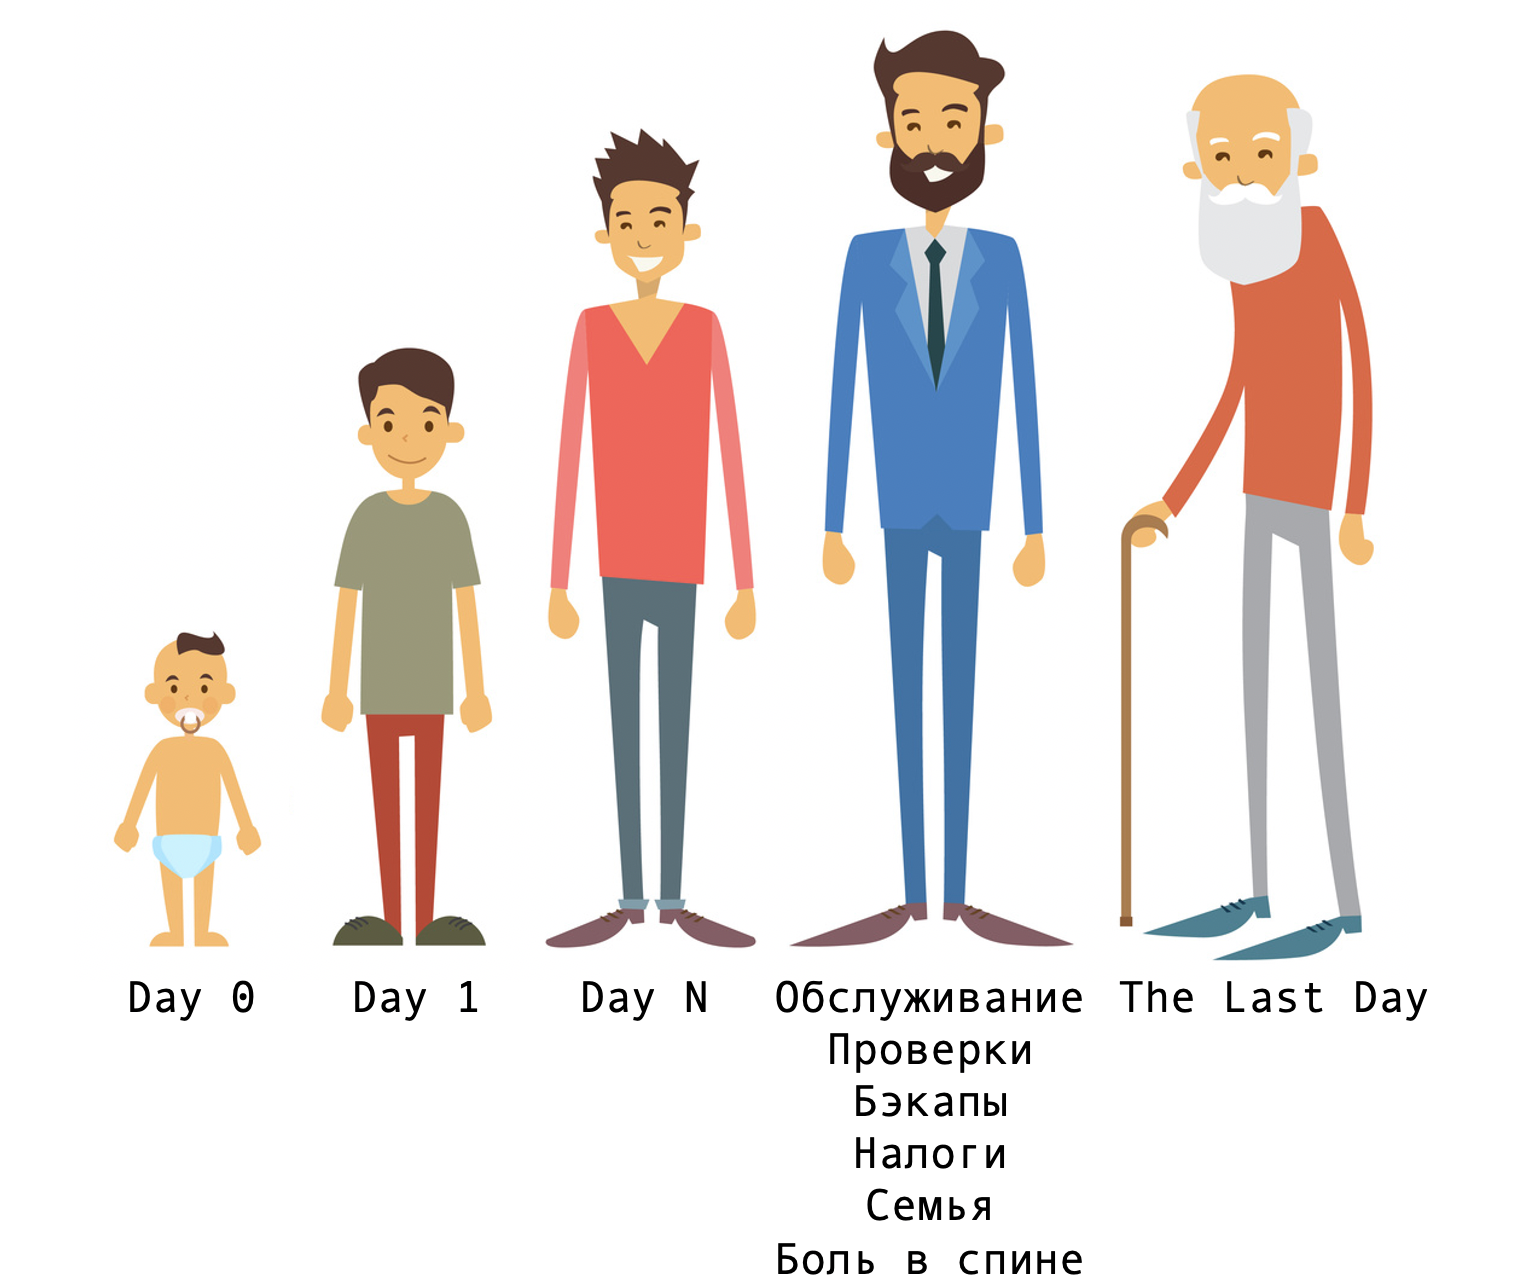 Day 0
Day 1
Day N
Обслуживание
Проверки
Бэкапы
Налоги
Семья
Боль в спине
The Last Day